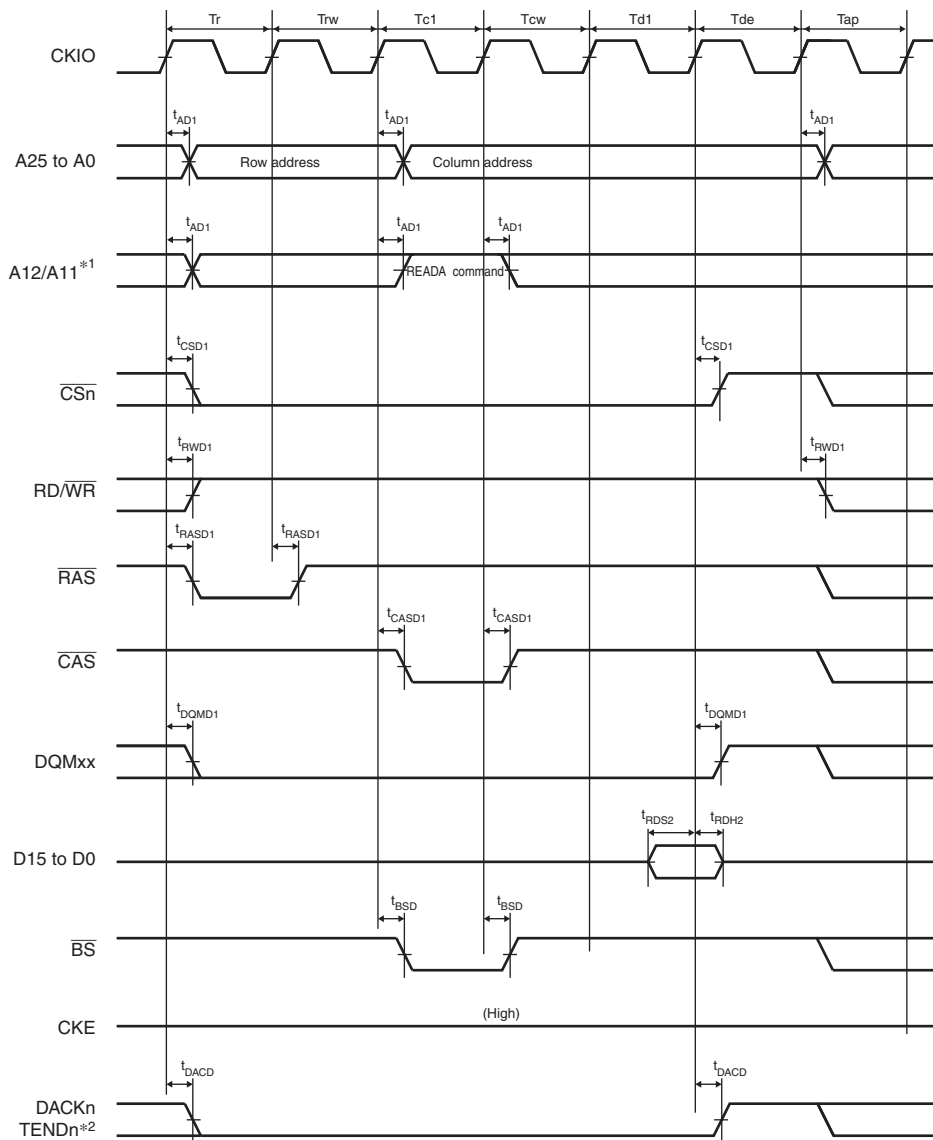 Tr Trw Tc1 Tcw Td1 Tde Tap
CKIO
tAD1 tAD1 tAD1
A25 to A0 Row address Column address
tAD1 tAD1 tAD1
A12/A11*1 READA command
tCSD1 tCSD1
CSn
tRWD1 tRWD1
RD/WR
tRASD1 tRASD1
RAS
tCASD1 tCASD1
CAS
tDQMD1 tDQMD1
DQMxx
tRDS2 tRDH2
D15 to D0
tBSD tBSD
BS
(High)
CKE
tDACD tDACD
DACKn
TENDn*2